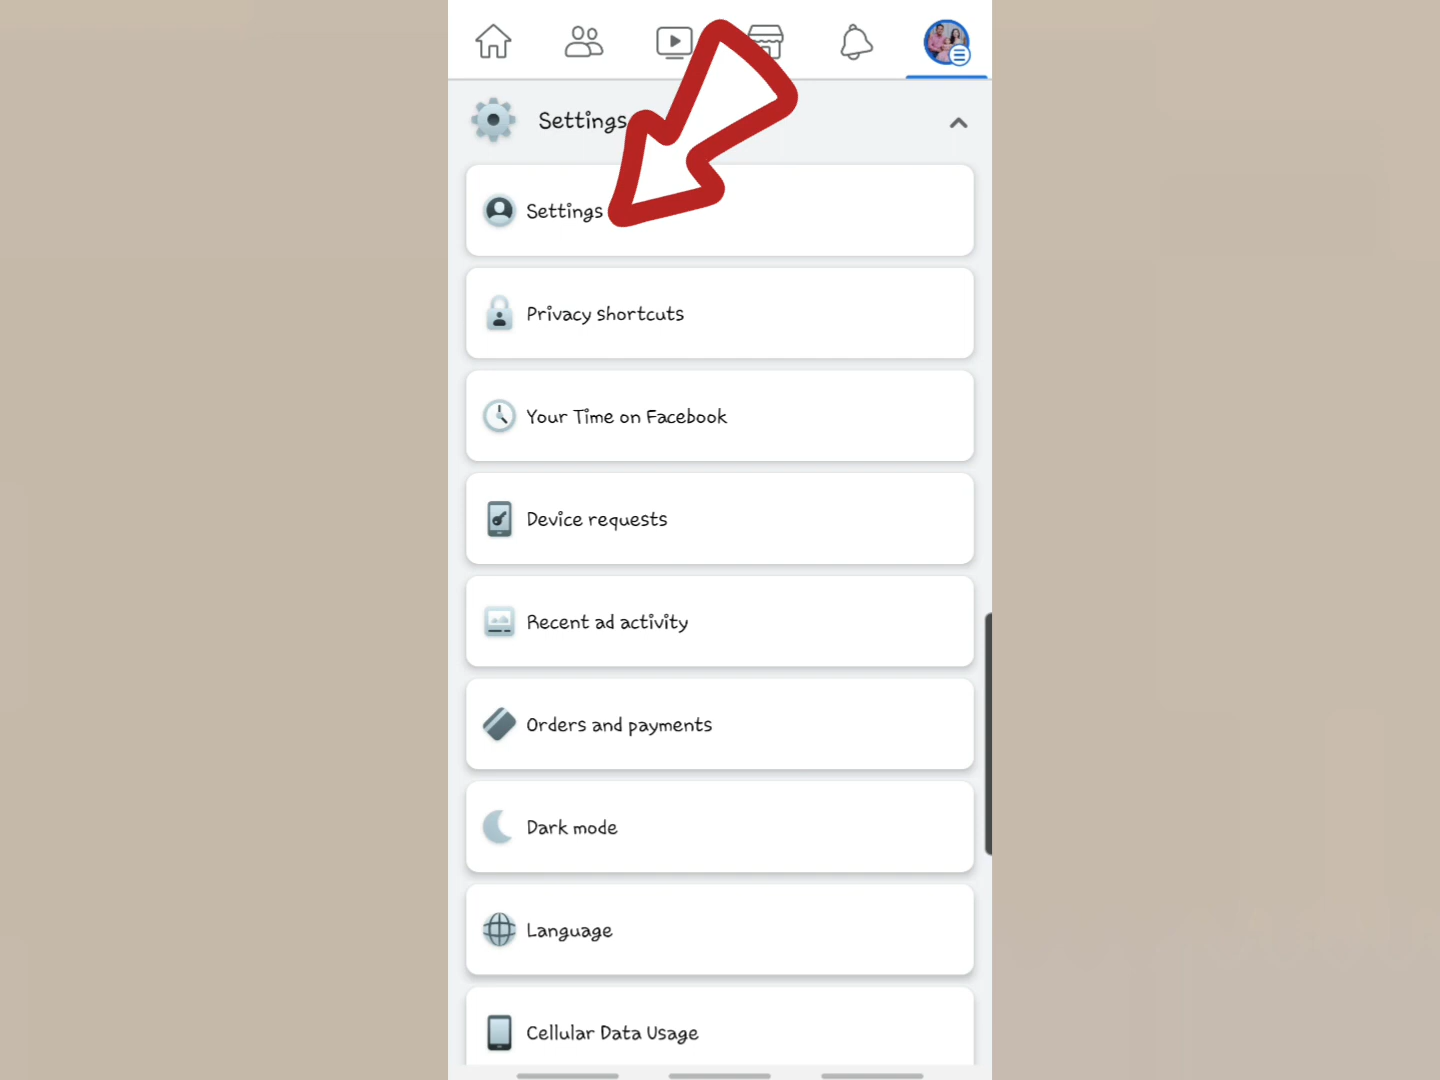 Settings
Settings
Privacy shortcuts
Your Time on Facebook
Device requests
Recent ad activity
Orders and payments
Dark mode
Language
Cellular Data Usage